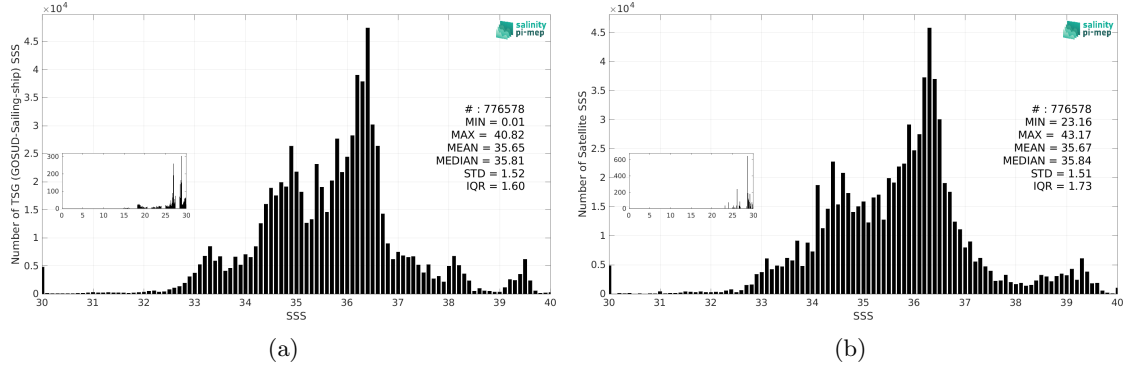 ×10⁴
salinity
pi-mep
4.5
4
3.5
3
2.5
2
1.5
1
0.5
0
Number of TSG (GOSUD-Sailing-ship) SSS
# : 776578
MIN = 0.01
MAX = 40.82
MEAN = 35.65
MEDIAN = 35.81
STD = 1.52
IQR = 1.60
300
200
100
0
0 5 10 15 20 25 30
30 31 32 33 34 35 36 37 38 39 40
SSS
(a)
×10⁴
salinity
pi-mep
4.5
4
3.5
3
2.5
2
1.5
1
0.5
0
Number of Satellite SSS
# : 776578
MIN = 23.16
MAX = 43.17
MEAN = 35.67
MEDIAN = 35.84
STD = 1.51
IQR = 1.73
600
400
200
0
0 5 10 15 20 25 30
30 31 32 33 34 35 36 37 38 39 40
SSS
(b)